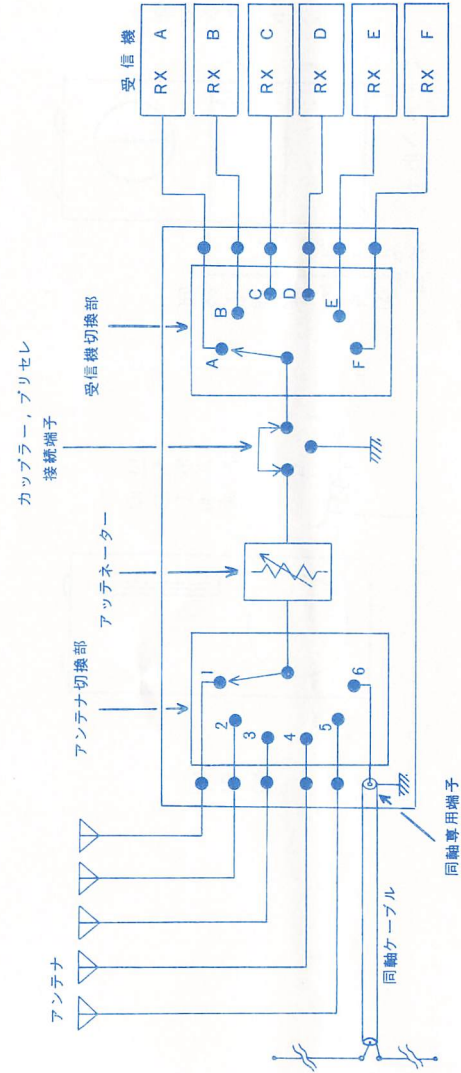 アンテナ
アンテナ切換部
アッテネーター
カップラー,プリセレ
接続端子
受信機切換部
受信機
RX A
RX B
RX C
RX D
RX E
RX F
1
2
3
4
5
6
A
B
C
D
E
F
同軸ケーブル
同軸専用端子